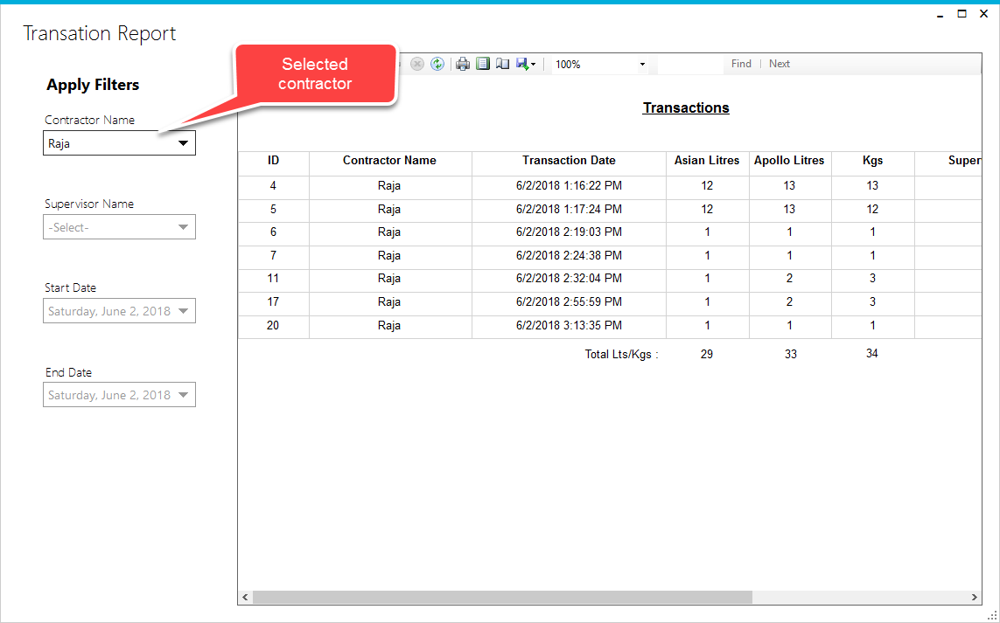 Transation Report
Selected
contractor
100%
Find | Next
Apply Filters
Contractor Name
Raja
Supervisor Name
-Select-
Start Date
Saturday, June 2, 2018
End Date
Saturday, June 2, 2018
Transactions
ID Contractor Name Transaction Date Asian Litres Apollo Litres Kgs Super
4 Raja 6/2/2018 1:16:22 PM 12 13 13
5 Raja 6/2/2018 1:17:24 PM 12 13 12
6 Raja 6/2/2018 2:19:03 PM 1 1 1
7 Raja 6/2/2018 2:24:38 PM 1 1 1
11 Raja 6/2/2018 2:32:04 PM 1 2 3
17 Raja 6/2/2018 2:55:59 PM 1 2 3
20 Raja 6/2/2018 3:13:35 PM 1 1 1
Total Lts/Kgs : 29 33 34